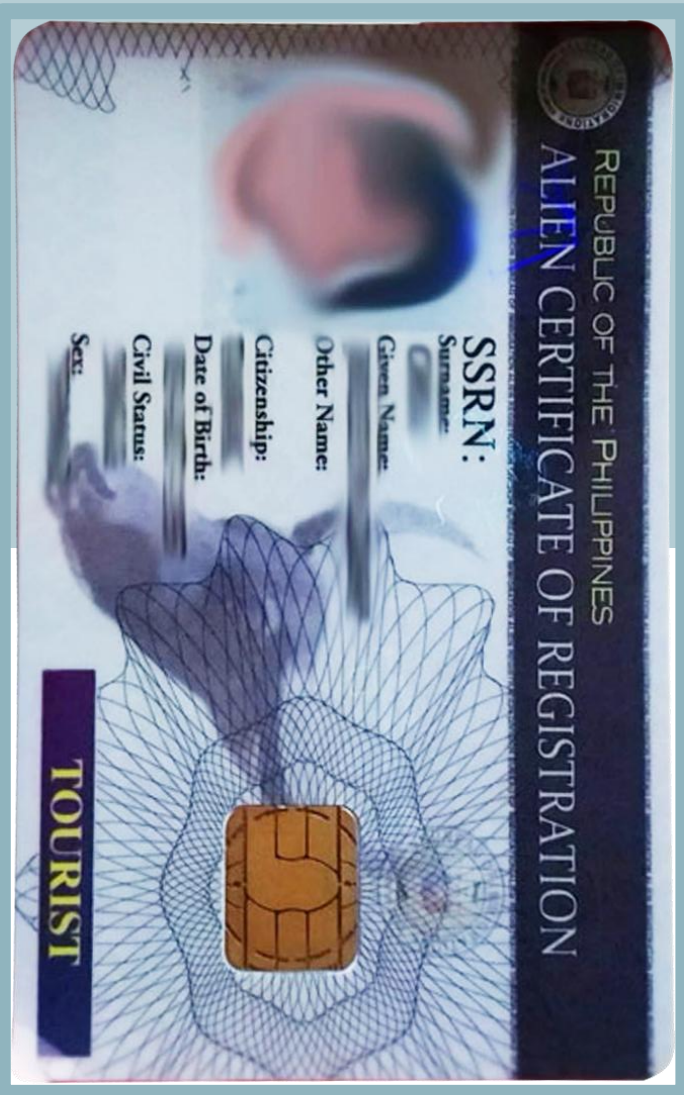 REPUBLIC OF THE PHILIPPINES
ALIEN CERTIFICATE OF REGISTRATION
SSRN:
Surname:
Given Name:
Other Name:
Citizenship:
Date of Birth:
Civil Status:
Sex:
TOURIST